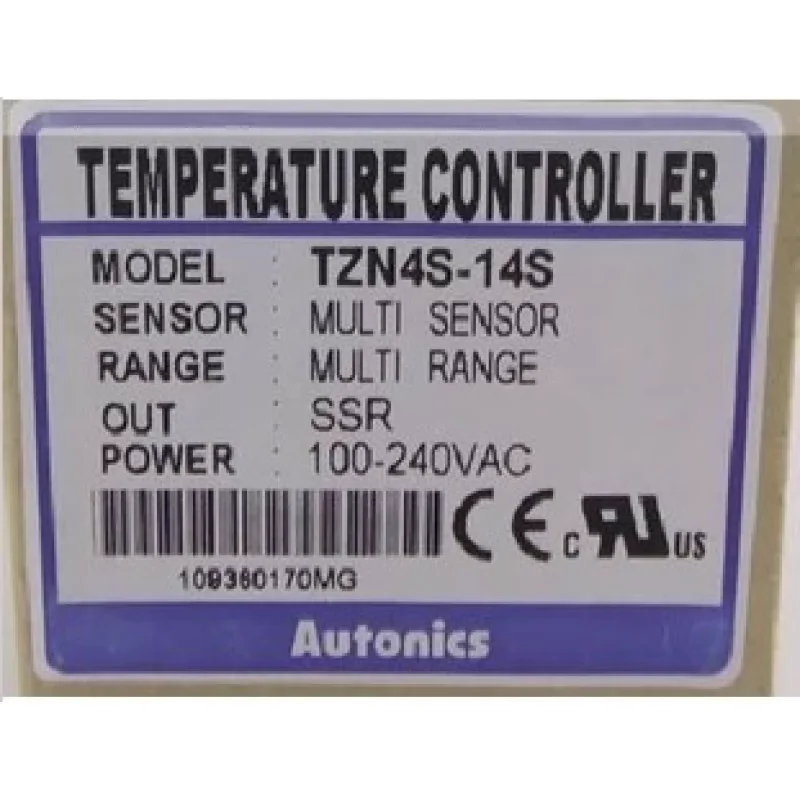 TEMPERATURE CONTROLLER
MODEL : TZN4S-14S
SENSOR : MULTI SENSOR
RANGE : MULTI RANGE
OUT : SSR
POWER : 100-240VAC
CE c RU US
109360170MG
Autonics